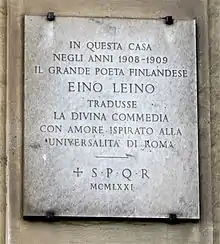 IN QUESTA CASA
NEGLI ANNI 1908-1909
IL GRANDE POETA FINLANDESE
EINO LEINO
TRADUSSE
LA DIVINA COMMEDIA
CON AMORE ISPIRATO ALLA
UNIVERSALITÀ DI ROMA
S·P·Q·R
MCMLXXI